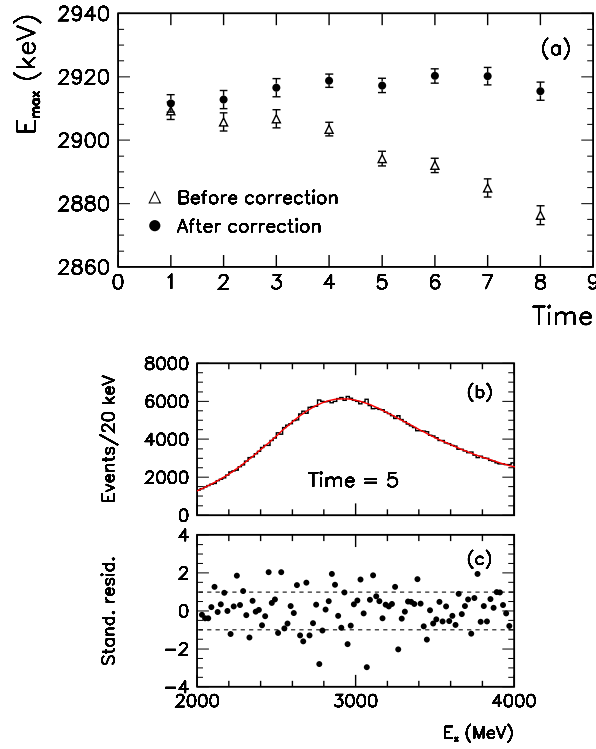 E_max (keV)
(a)
2940
2920
2900
2880
2860
Before correction
After correction
0 1 2 3 4 5 6 7 8 9
Time
Events/20 keV
(b)
8000
6000
4000
2000
0
Time = 5
Stand. resid.
(c)
4
2
0
−2
−4
2000 3000 4000
E_x (MeV)